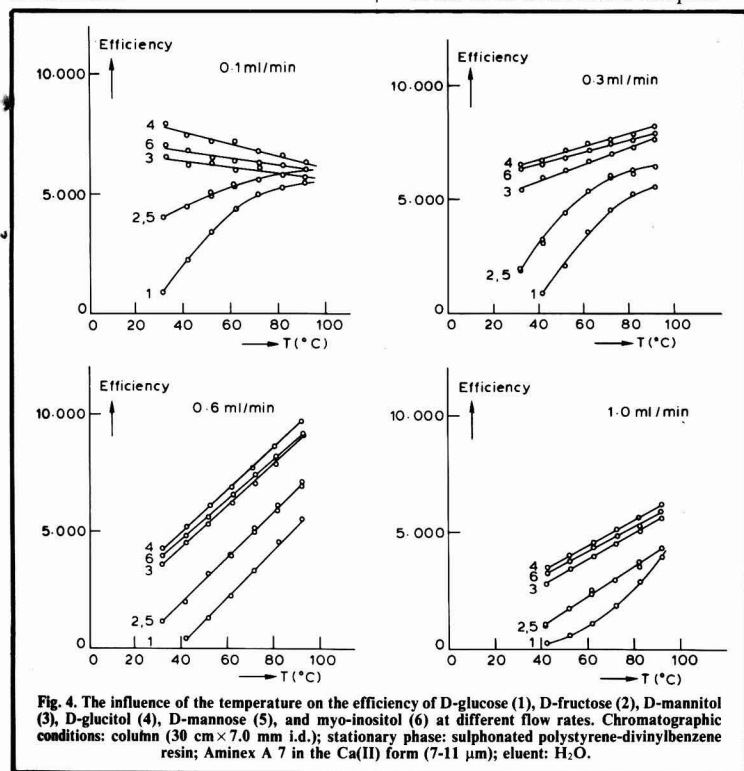 Efficiency
0·1 ml/min
10.000
5.000
0
4
6
3
2,5
1
0 20 40 60 80 100
T (°C)
Efficiency
0·3 ml/min
10.000
5.000
0
4
6
3
2,5
1
0 20 40 60 80 100
T (°C)
Efficiency
0·6 ml/min
10.000
5.000
0
4
6
3
2,5
1
0 20 40 60 80 100
T (°C)
Efficiency
1·0 ml/min
10.000
5.000
0
4
6
3
2,5
1
0 20 40 60 80 100
T (°C)
Fig. 4. The influence of the temperature on the efficiency of D-glucose (1), D-fructose (2), D-mannitol
(3), D-glucitol (4), D-mannose (5), and myo-inositol (6) at different flow rates. Chromatographic
conditions: column (30 cm × 7.0 mm i.d.); stationary phase: sulphonated polystyrene-divinylbenzene
resin; Aminex A 7 in the Ca(II) form (7-11 μm); eluent: H₂O.